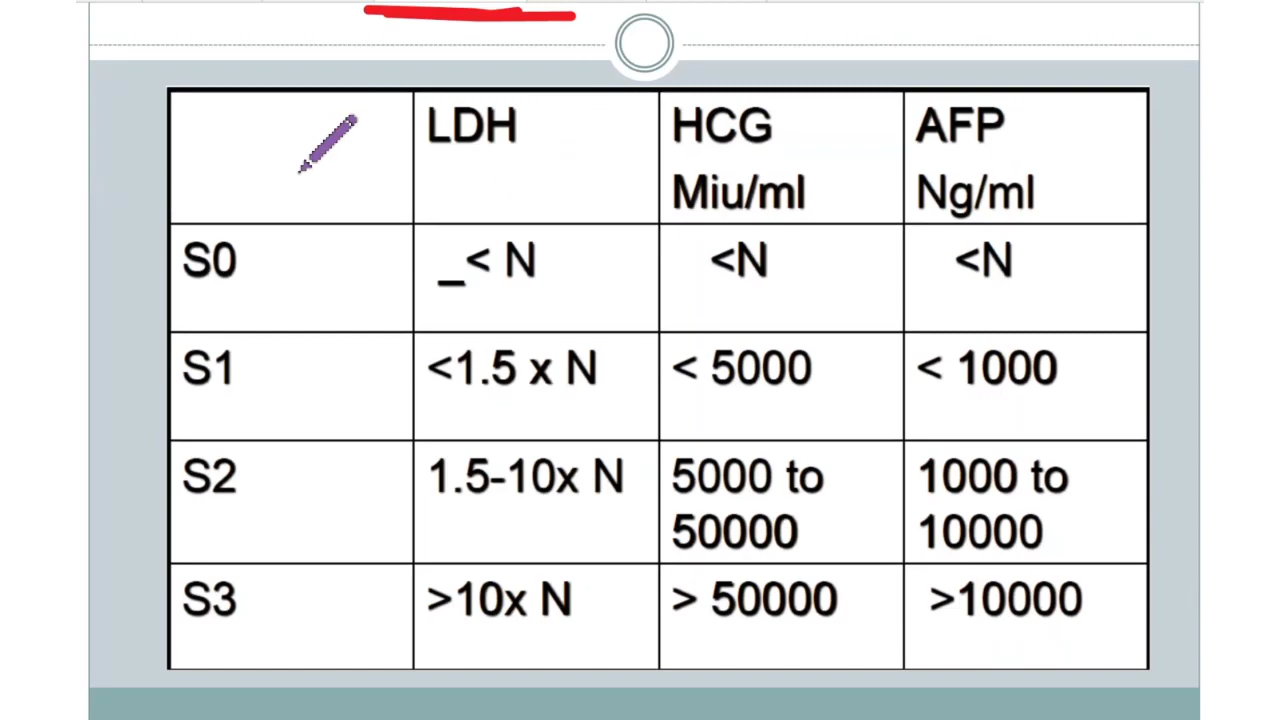 LDH
HCG
Miu/ml
AFP
Ng/ml
S0
_< N
<N
<N
S1
<1.5 x N
< 5000
< 1000
S2
1.5-10x N
5000 to
50000
1000 to
10000
S3
>10x N
> 50000
>10000